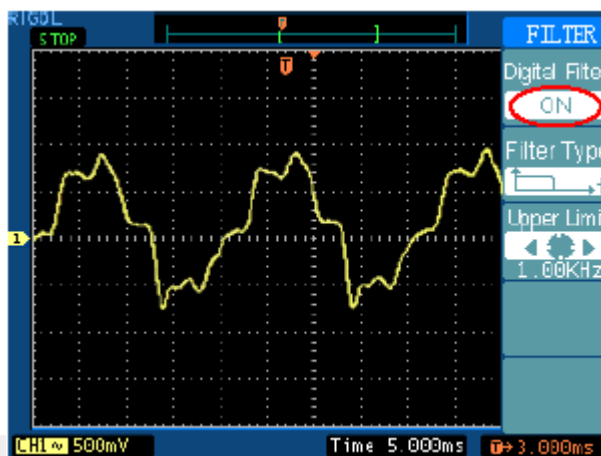 RIGOL
STOP
T
FILTER
Digital Filte
ON
Filter Type
f
Upper Limi
1.00KHz
1
CH1~ 500mV
Time 5.000ms
T→3.000ms